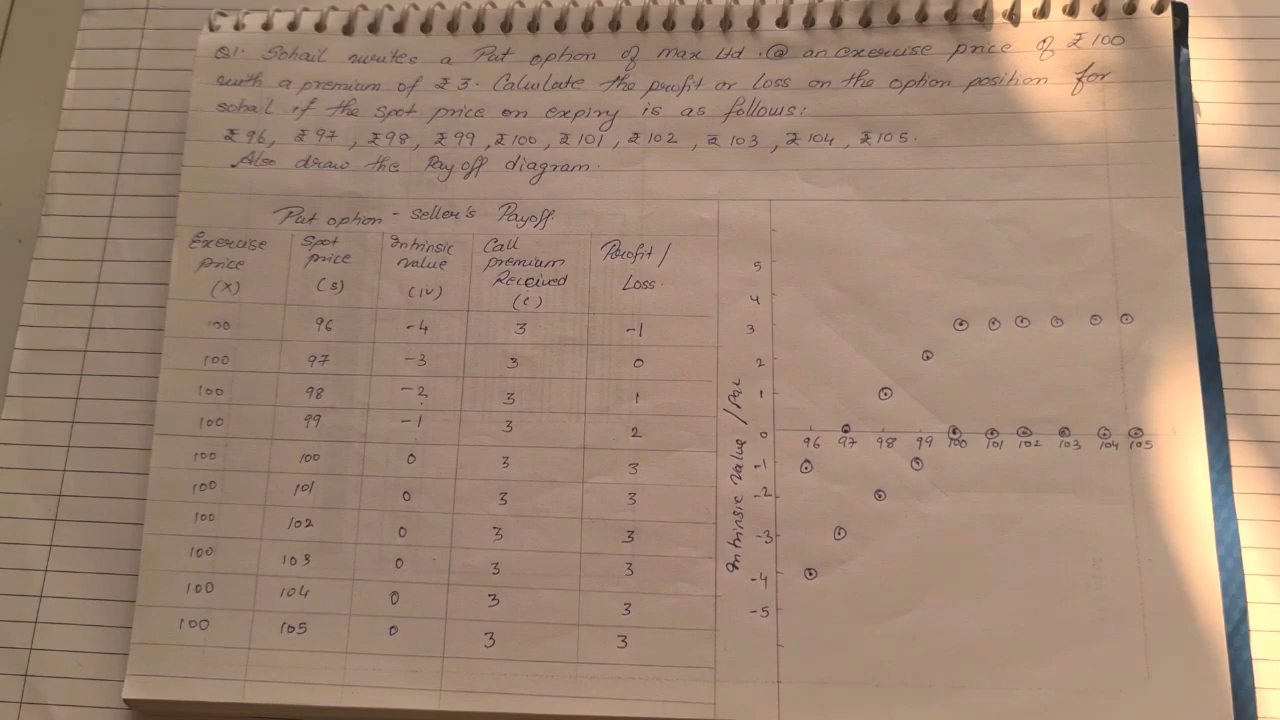 Q1. Sohail writes a Put option of Max Ltd. @ an exercise price of ₹100
with a premium of ₹3. Calculate the profit or loss on the option position for
sohail if the spot price on expiry is as follows:
₹96, ₹97, ₹98, ₹99, ₹100, ₹101, ₹102, ₹103, ₹104, ₹105.
Also draw the Pay off diagram.
Put option - seller's Payoff.
Exercise price (X) Spot price (s) Intrinsic value (IV) Call premium Received (c) Profit / Loss.
100 96 -4 3 -1
100 97 -3 3 0
100 98 -2 3 1
100 99 -1 3 2
100 100 0 3 3
100 101 0 3 3
100 102 0 3 3
100 103 0 3 3
100 104 0 3 3
100 105 0 3 3
Intrinsic Value /
5
4
3
2
1
0
-1
-2
-3
-4
-5
96 97 98 99 100 101 102 103 104 105